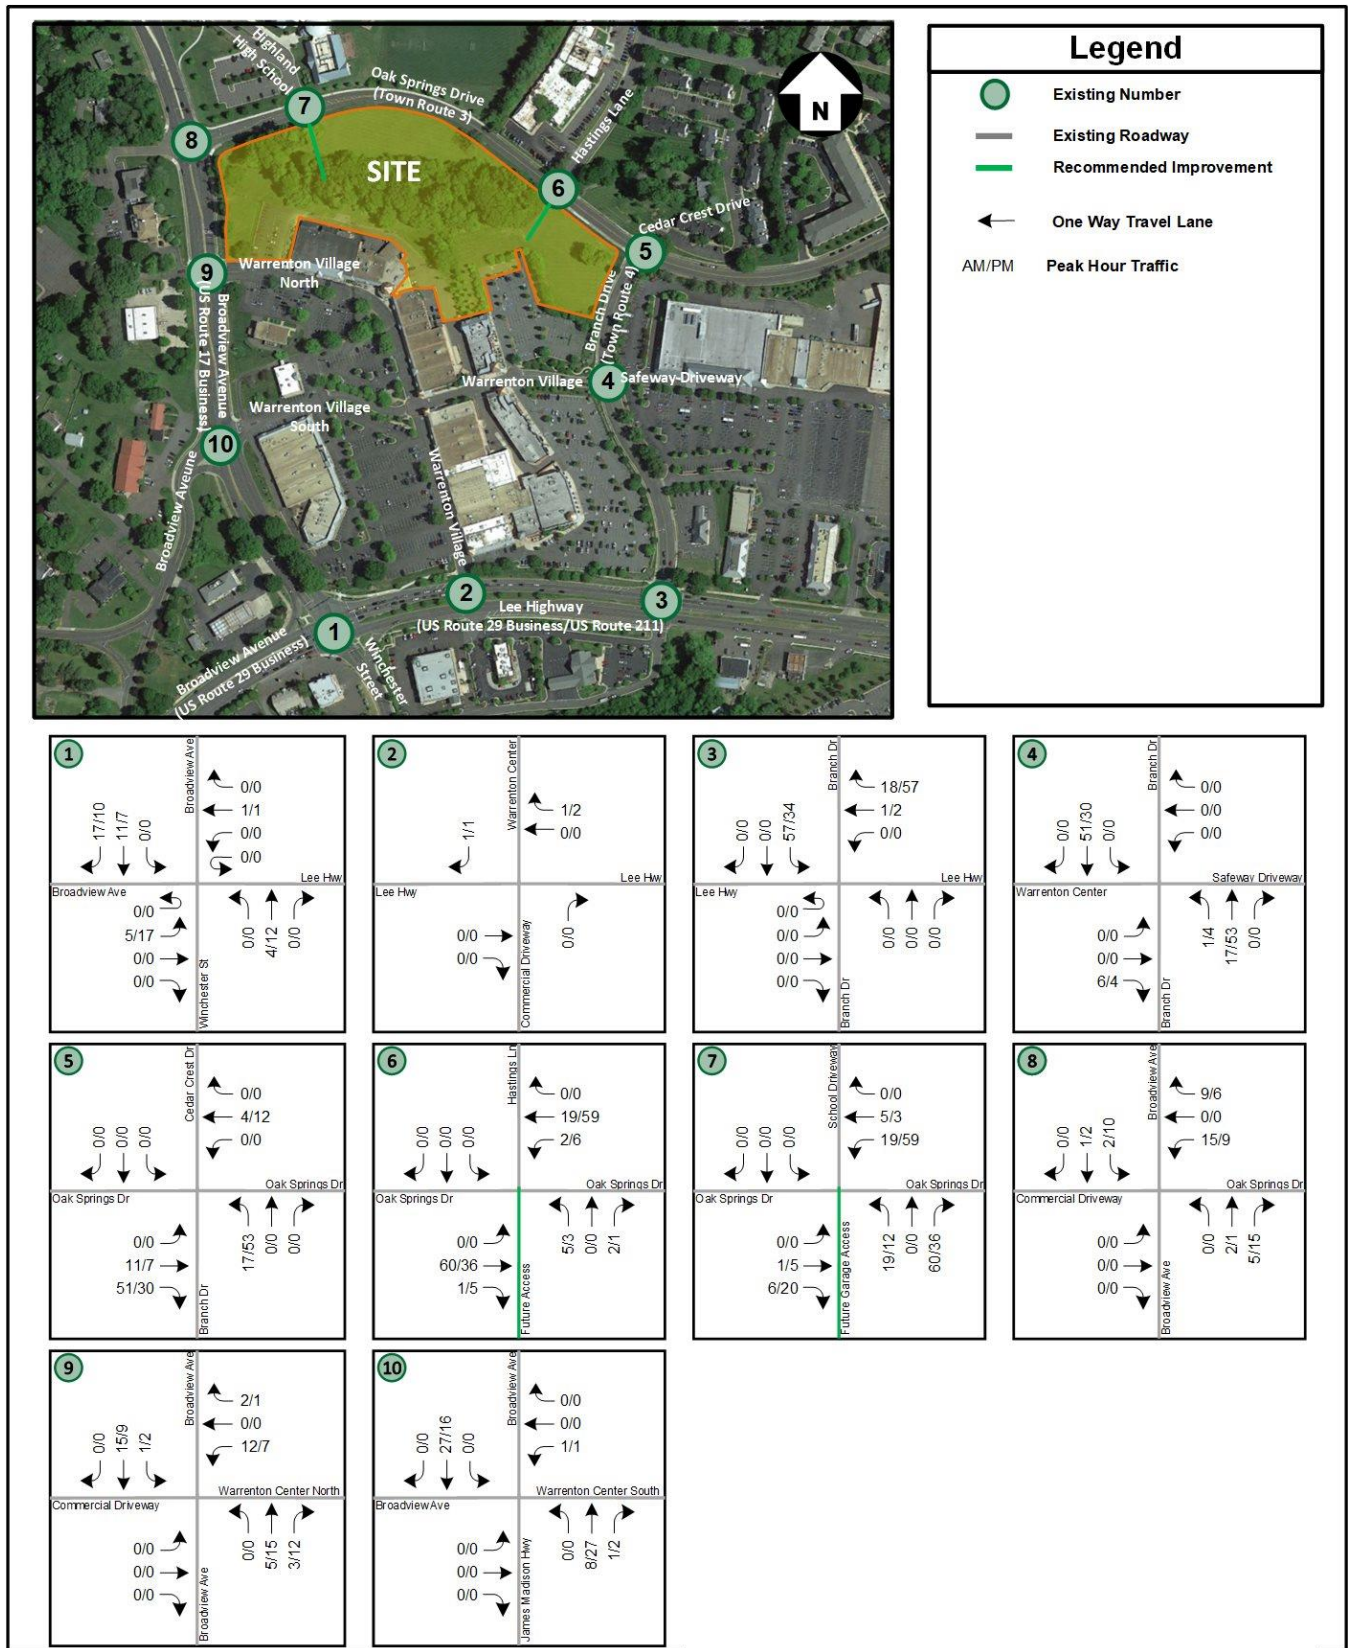 Highland
High School
Oak Springs Drive
(Town Route 3)
Hastings Lane
N
7
8
SITE
6
Cedar Crest Drive
5
9
Warrenton Village
North
Branch Drive
(Town Route 4)
Broadview Avenue
(US Route 17 Business)
Warrenton Village
4
Safeway Driveway
Warrenton Village
South
10
Broadview Aveune
Warrenton Village
2
3
Lee Highway
(US Route 29 Business/US Route 211)
1
Broadview Avenue
(US Route 29 Business)
Winchester
Street
Legend
Existing Number
Existing Roadway
Recommended Improvement
One Way Travel Lane
AM/PM Peak Hour Traffic
1
Broadview Ave
17/10 11/7 0/0
0/0
1/1
0/0
0/0
Lee Hwy
Broadview Ave
0/0
5/17
0/0
0/0
0/0 4/12 0/0
Winchester St
2
Warrenton Center
1/1
1/2
0/0
Lee Hwy
Lee Hwy
0/0
0/0
0/0
Commercial Driveway
3
Branch Dr
0/0 0/0 57/34
18/57
1/2
0/0
Lee Hwy
Lee Hwy
0/0
0/0
0/0
0/0
0/0 0/0 0/0
Branch Dr
4
Branch Dr
0/0 51/30 0/0
0/0
0/0
0/0
Safeway Driveway
Warrenton Center
0/0
0/0
6/4
1/4 17/53 0/0
Branch Dr
5
Cedar Crest Dr
0/0 0/0 0/0
0/0
4/12
0/0
Oak Springs Dr
Oak Springs Dr
0/0
11/7
51/30
17/53 0/0 0/0
Branch Dr
6
Hastings Ln
0/0 0/0 0/0
0/0
19/59
2/6
Oak Springs Dr
Oak Springs Dr
0/0
60/36
1/5
5/3 0/0 2/1
Future Access
7
School Driveway
0/0 0/0 0/0
0/0
5/3
19/59
Oak Springs Dr
Oak Springs Dr
0/0
1/5
6/20
19/12 0/0 60/36
Future Garage Access
8
Broadview Ave
0/0 1/2 2/10
9/6
0/0
15/9
Oak Springs Dr
Commercial Driveway
0/0
0/0
0/0
0/0 2/1 5/15
Broadview Ave
9
Broadview Ave
0/0 15/9 1/2
2/1
0/0
12/7
Warrenton Center North
Commercial Driveway
0/0
0/0
0/0
0/0 5/15 3/12
Broadview Ave
10
Broadview Ave
0/0 27/16 0/0
0/0
0/0
1/1
Warrenton Center South
Broadview Ave
0/0
0/0
0/0
0/0 8/27 1/2
James Madison Hwy